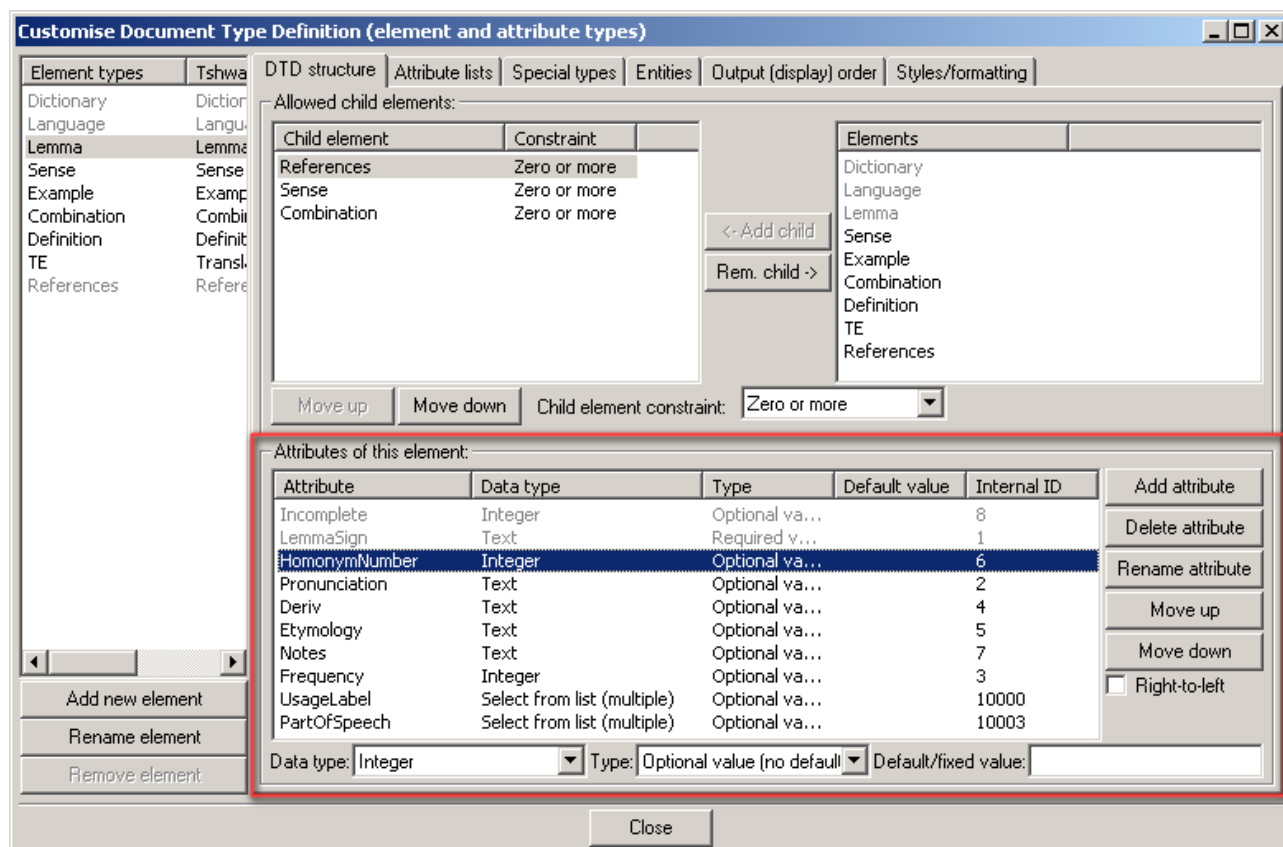 Customise Document Type Definition (element and attribute types)
Element types Tshwa
Dictionary Diction
Language Langu
Lemma Lemma
Sense Sense
Example Examp
Combination Combi
Definition Definit
TE Transl
References Refere
Add new element
Rename element
Remove element
DTD structure Attribute lists Special types Entities Output (display) order Styles/formatting
Allowed child elements:
Child element Constraint
References Zero or more
Sense Zero or more
Combination Zero or more
<- Add child
Rem. child ->
Elements
Dictionary
Language
Lemma
Sense
Example
Combination
Definition
TE
References
Move up Move down Child element constraint: Zero or more
Attributes of this element:
Attribute Data type Type Default value Internal ID
Incomplete Integer Optional va... 8
LemmaSign Text Required v... 1
HomonymNumber Integer Optional va... 6
Pronunciation Text Optional va... 2
Deriv Text Optional va... 4
Etymology Text Optional va... 5
Notes Text Optional va... 7
Frequency Integer Optional va... 3
UsageLabel Select from list (multiple) Optional va... 10000
PartOfSpeech Select from list (multiple) Optional va... 10003
Add attribute
Delete attribute
Rename attribute
Move up
Move down
Right-to-left
Data type: Integer Type: Optional value (no defaul Default/fixed value:
Close